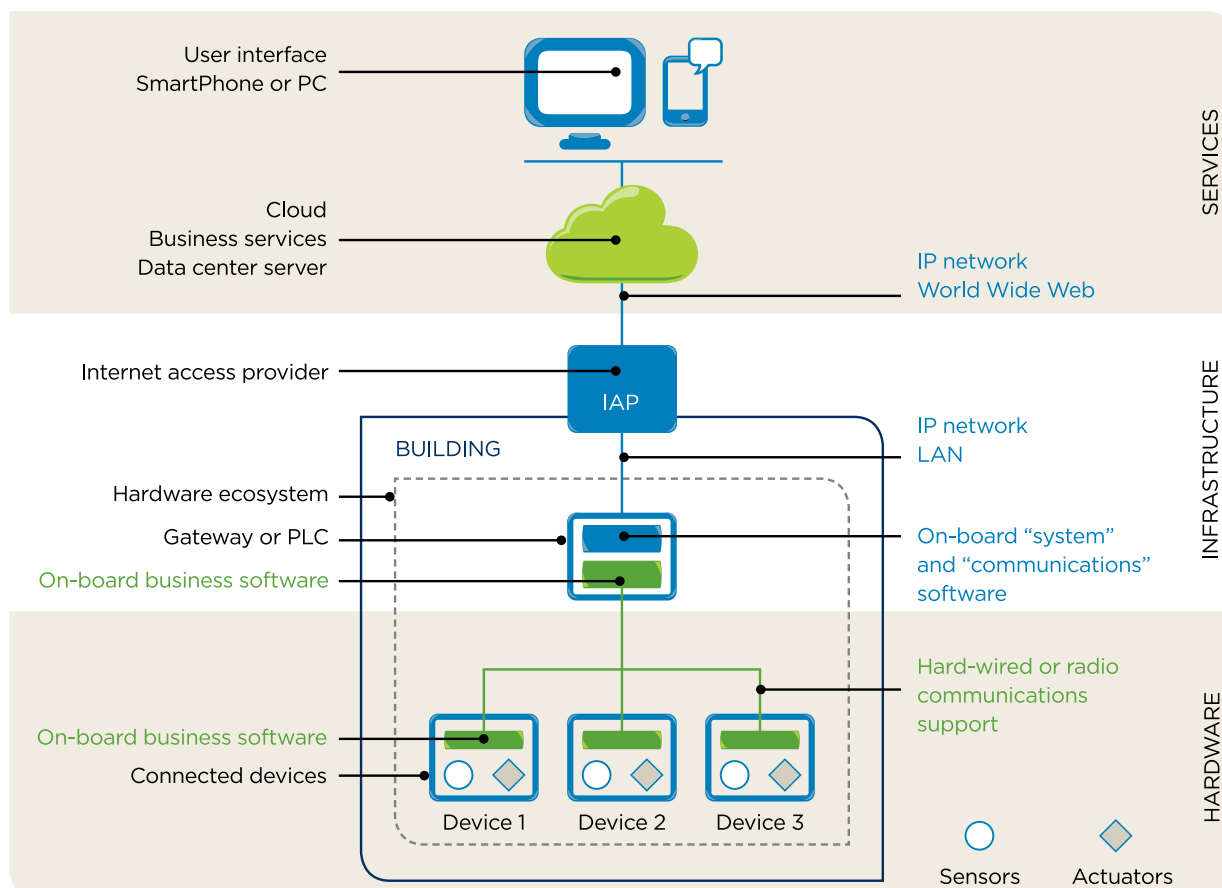 User interface
SmartPhone or PC
SERVICES
Cloud
Business services
Data center server
IP network
World Wide Web
Internet access provider
IAP
INFRASTRUCTURE
IP network
LAN
BUILDING
Hardware ecosystem
Gateway or PLC
On-board business software
On-board “system”
and “communications”
software
Hard-wired or radio
communications
support
HARDWARE
On-board business software
Connected devices
Device 1
Device 2
Device 3
Sensors
Actuators